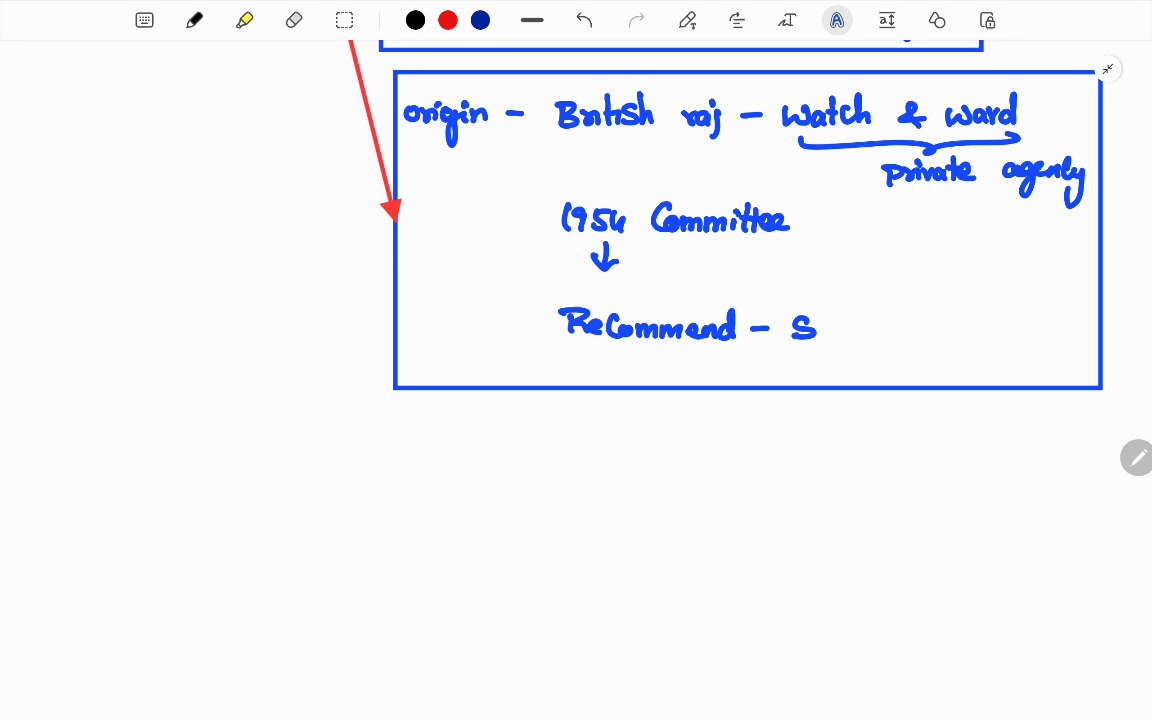 origin - British raj - watch & ward
private agency
1954 Committee
↓
Recommend - S